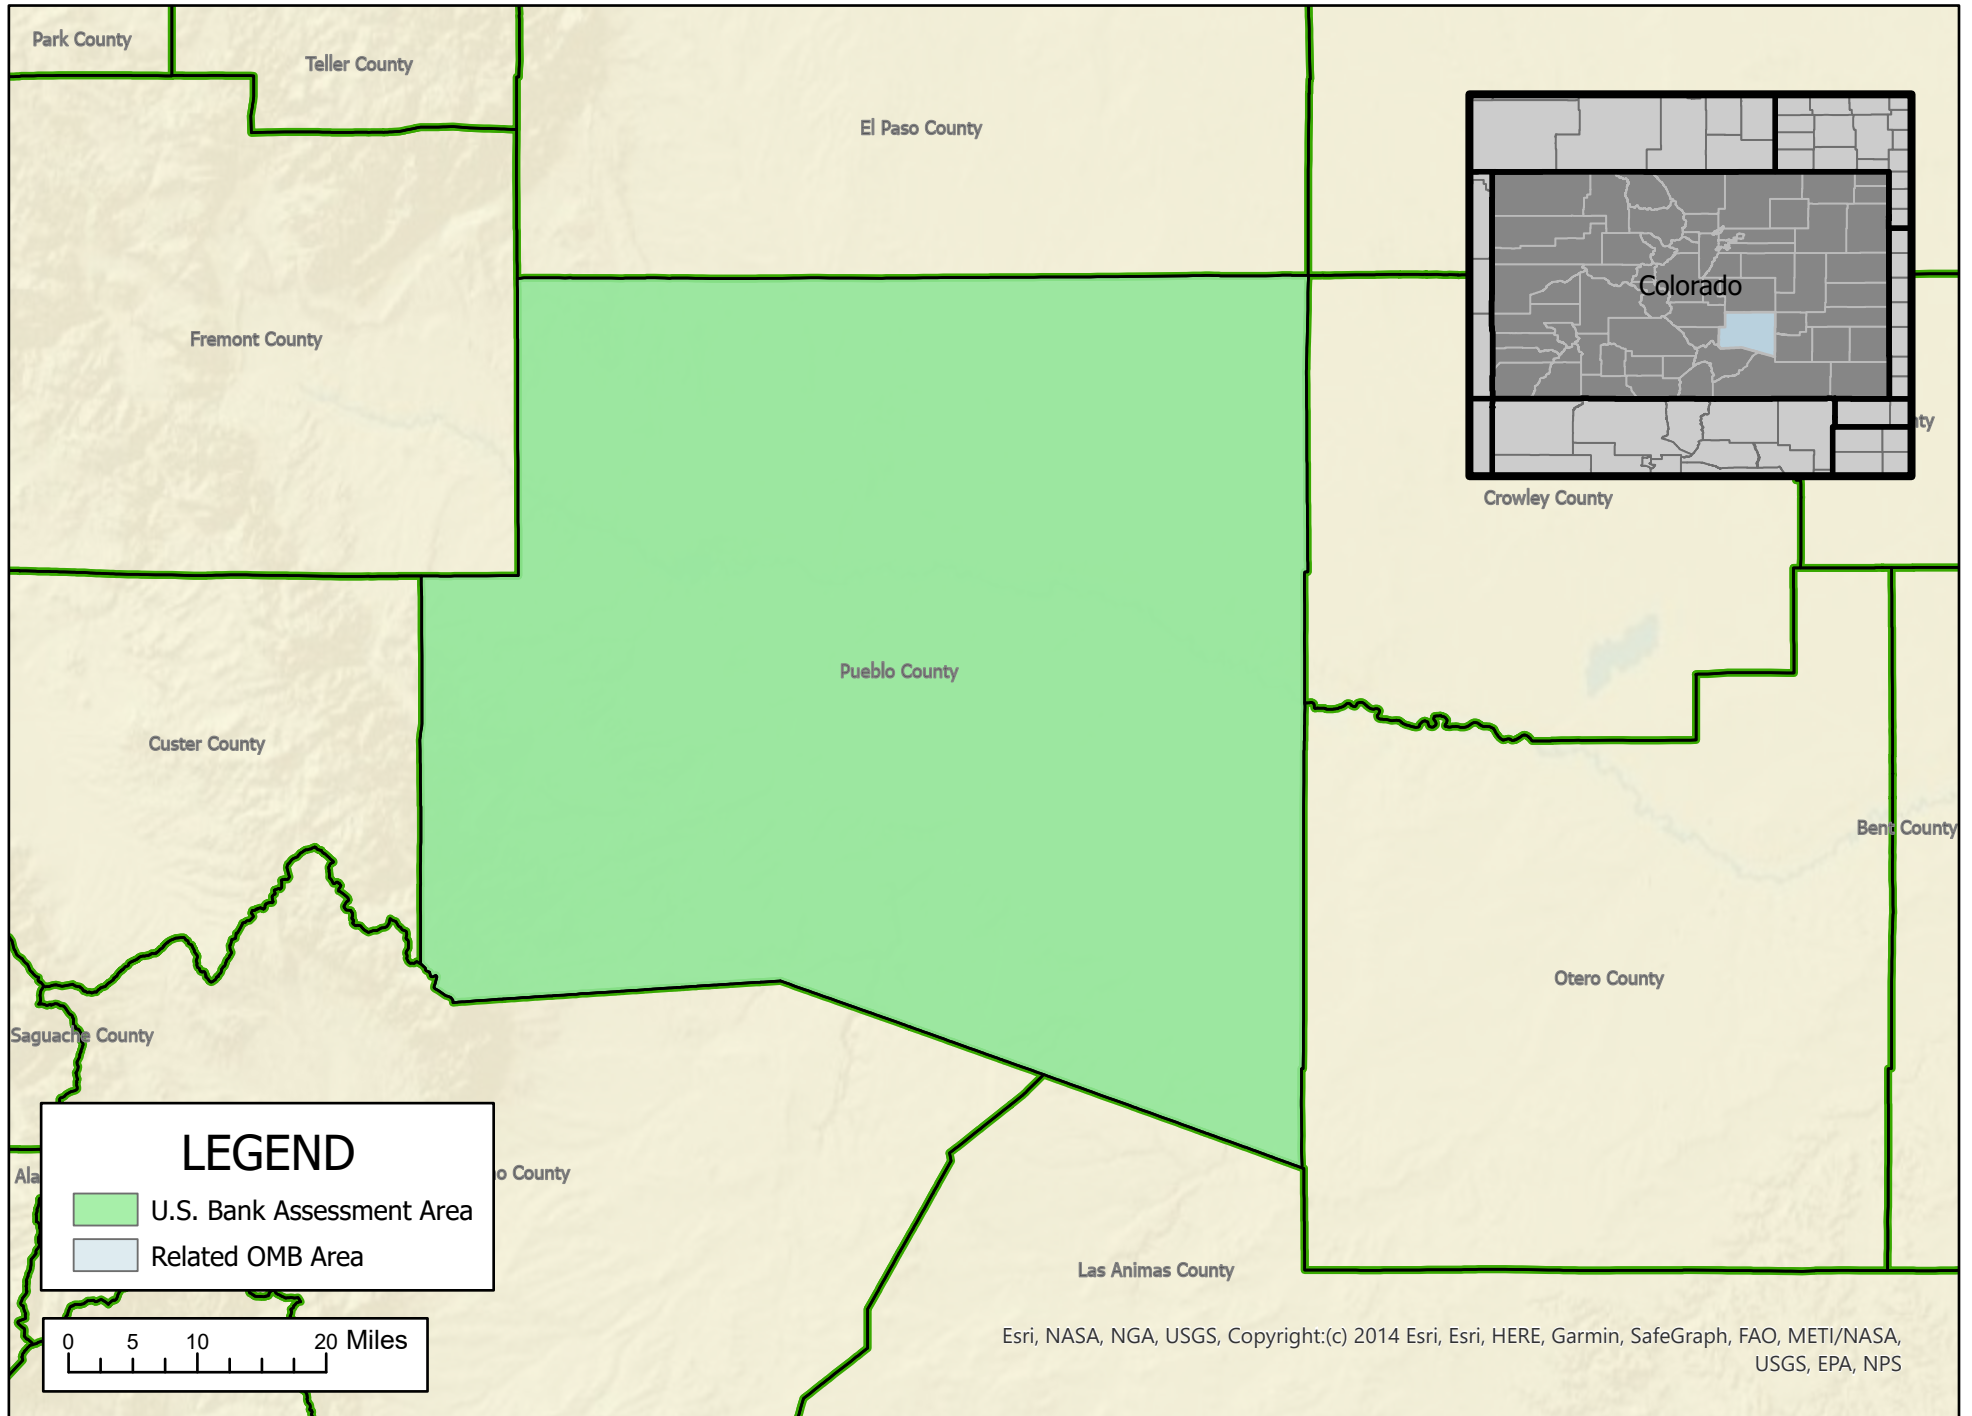 Park County
Teller County
El Paso County
Colorado
Fremont County
Crowley County
Pueblo County
Custer County
Bent County
Otero County
Saguache County
County
Las Animas County
LEGEND
U.S. Bank Assessment Area
Related OMB Area
0 5 10 20 Miles
Esri, NASA, NGA, USGS, Copyright:(c) 2014 Esri, Esri, HERE, Garmin, SafeGraph, FAO, METI/NASA,
USGS, EPA, NPS